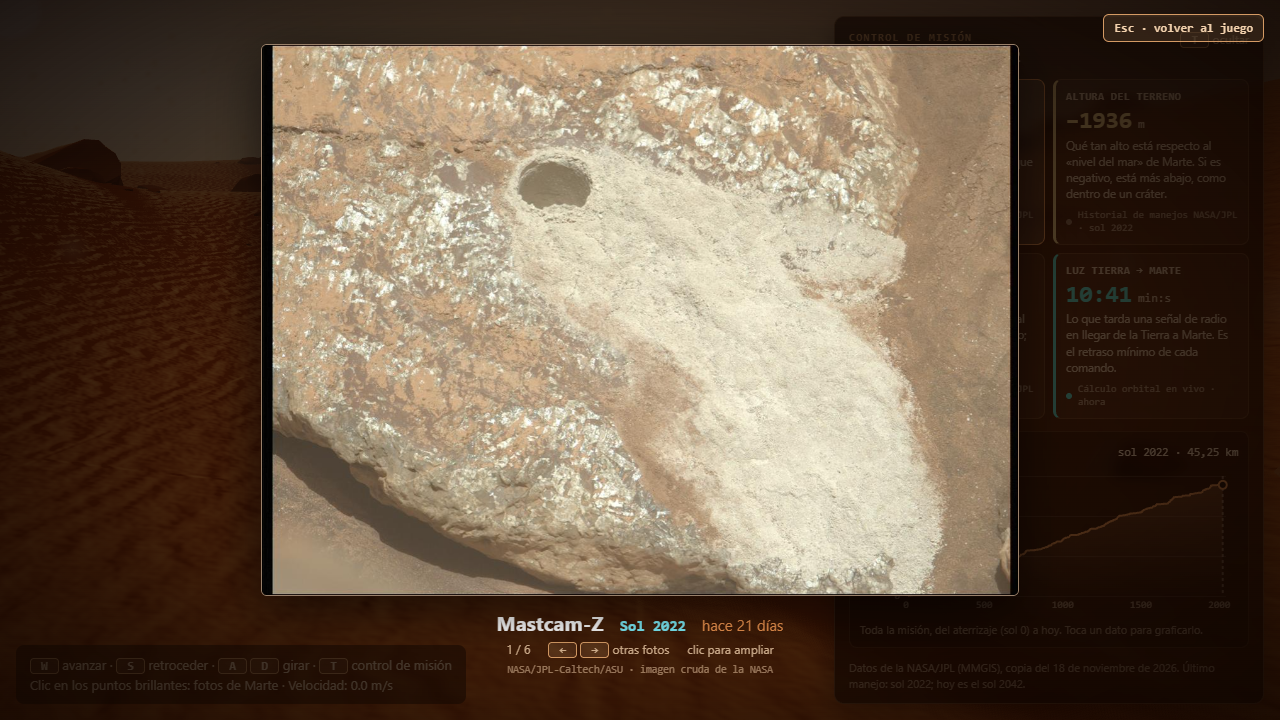 Esc · volver al juego
CONTROL DE MISIÓN
ALTURA DEL TERRENO
−1936 m
Qué tan alto está respecto al
«nivel del mar» de Marte. Si es
negativo, está más abajo, como
dentro de un cráter.
Historial de manejos NASA/JPL
· sol 2022
LUZ TIERRA → MARTE
10:41 min:s
Lo que tarda una señal de radio
en llegar de la Tierra a Marte. Es
el retraso mínimo de cada
comando.
Cálculo orbital en vivo ·
ahora
sol 2022 · 45,25 km
0 500 1000 1500 2000
Toda la misión, del aterrizaje (sol 0) a hoy. Toca un dato para graficarlo.
Datos de la NASA/JPL (MMGIS), copia del 18 de noviembre de 2026. Último
manejo: sol 2022; hoy es el sol 2042.
Mastcam-Z Sol 2022 hace 21 días
1 / 6 ← → otras fotos clic para ampliar
NASA/JPL-Caltech/ASU · imagen cruda de la NASA
W avanzar · S retroceder · A D girar · T control de misión
Clic en los puntos brillantes: fotos de Marte · Velocidad: 0.0 m/s